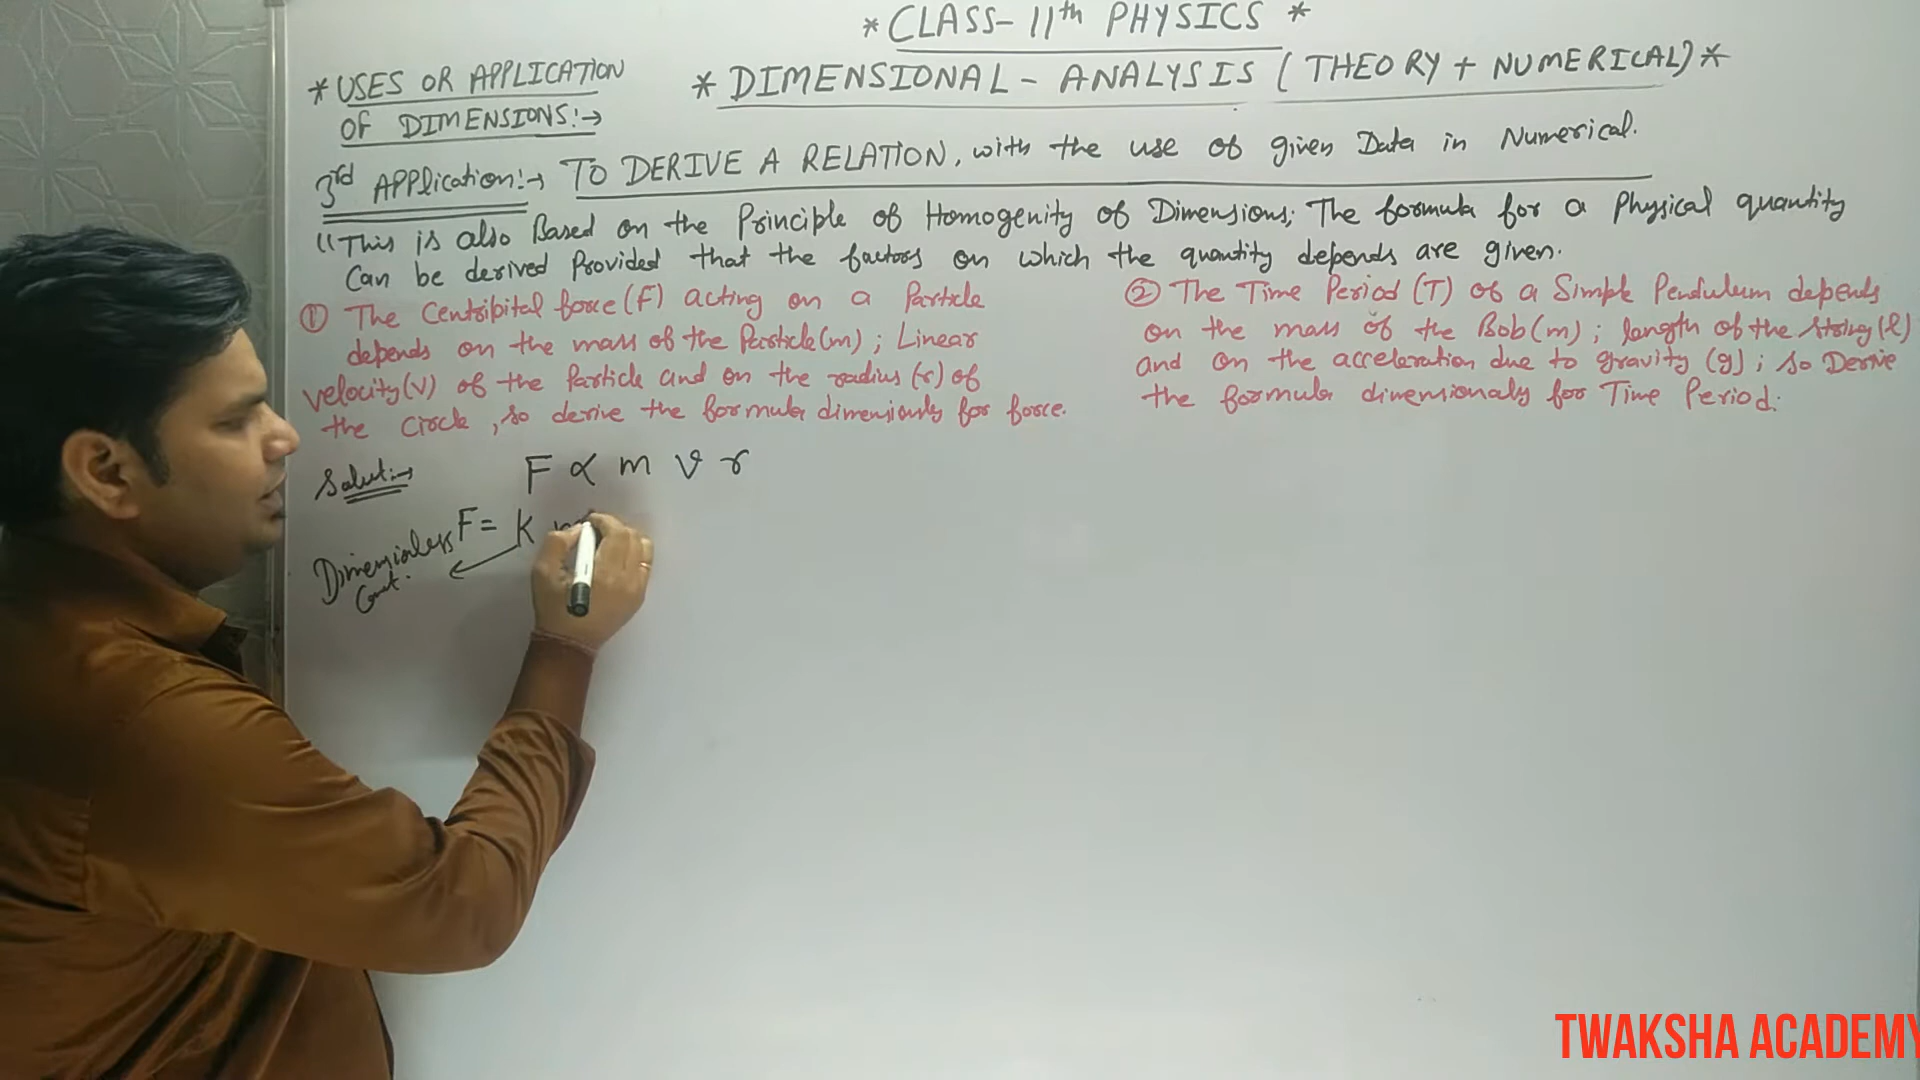 * CLASS- 11th PHYSICS *
* DIMENSIONAL - ANALYSIS ( THEORY + NUMERICAL) *
* USES OR APPLICATION
OF DIMENSIONS:→
3rd APPlication:→ TO DERIVE A RELATION, with the use of given Data in Numerical.
"This is also Based on the Principle of Homogenity of Dimensions; The formula for a Physical quantity
Can be derived Provided that the factors on which the quantity depends are given.
① The Centribital force (F) acting on a Particle
depends on the mass of the Particle(m) ; Linear
velocity(v) of the Particle and on the radius (r) of
the Circle , so derive the formula dimensionly for force.
② The Time Period (T) of a Simple Pendulum depends
on the mass of the Bob(m) ; length of the string (l)
and on the acceleration due to gravity (g) ; so Derive
the formula dimensionaly for Time Period.
Solut:→
F ∝ m v r
F = K
Dimensionless
Const.
TWAKSHA ACADEMY